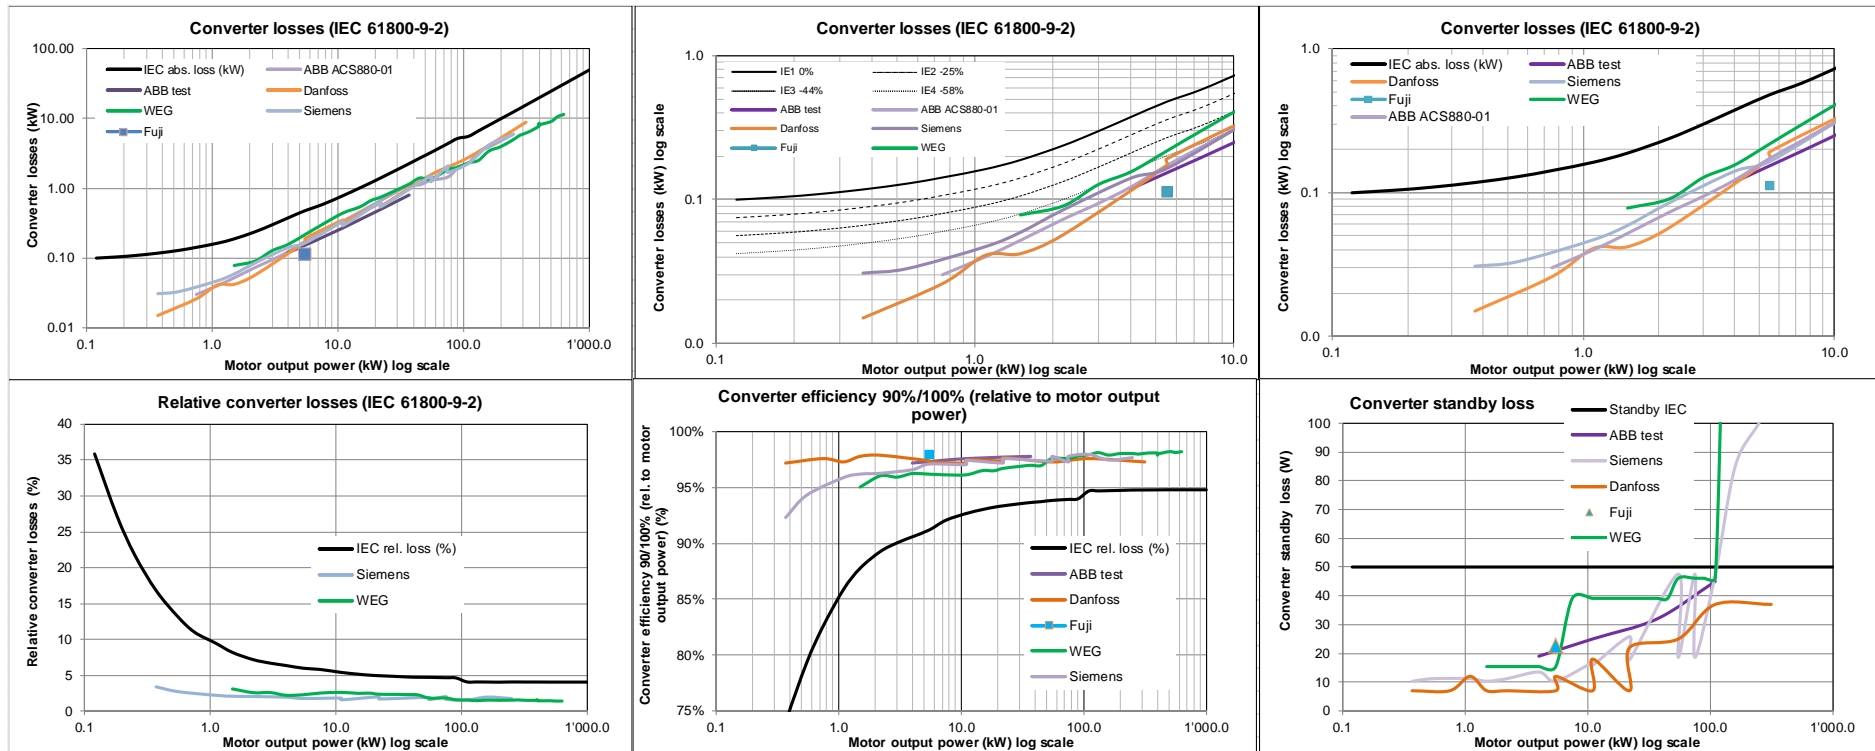 Converter losses (IEC 61800-9-2)
Converter losses (kW)
100.00
10.00
1.00
0.10
0.01
IEC abs. loss (kW)
ABB ACS880-01
ABB test
Danfoss
WEG
Siemens
Fuji
0.1
1.0
10.0
100.0
1'000.0
Motor output power (kW) log scale
Converter losses (IEC 61800-9-2)
Converter losses (kW) log scale
1.0
0.1
0.0
IE1 0%
IE2 -25%
IE3 -44%
IE4 -58%
ABB test
ABB ACS880-01
Danfoss
Siemens
Fuji
WEG
0.1
1.0
10.0
Motor output power (kW) log scale
Converter losses (IEC 61800-9-2)
Converter losses (kW) log scale
1.0
0.1
0.0
IEC abs. loss (kW)
ABB test
Danfoss
Siemens
Fuji
WEG
ABB ACS880-01
0.1
1.0
10.0
Motor output power (kW) log scale
Relative converter losses (IEC 61800-9-2)
Relative converter losses (%)
40
35
30
25
20
15
10
5
0
IEC rel. loss (%)
Siemens
WEG
0.1
1.0
10.0
100.0
1'000.0
Motor output power (kW) log scale
Converter efficiency 90%/100% (relative to motor output
power)
Converter efficiency 90/100% (rel. to motor
output power) (%)
100%
95%
90%
85%
80%
75%
IEC rel. loss (%)
ABB test
Danfoss
Fuji
WEG
Siemens
0.1
1.0
10.0
100.0
1000.0
Motor output power (kW) log scale
Converter standby loss
Converter standby loss (W)
100
90
80
70
60
50
40
30
20
10
0
Standby IEC
ABB test
Siemens
Danfoss
Fuji
WEG
0.1
1.0
10.0
100.0
1000.0
Motor output power (kW) log scale